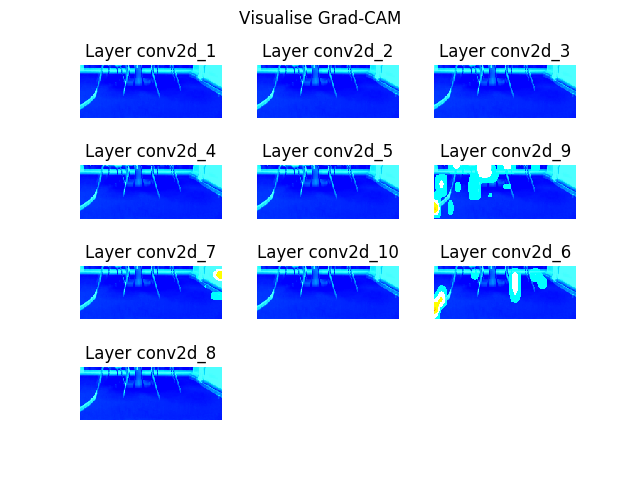 Visualise Grad-CAM
Layer conv2d_1
Layer conv2d_2
Layer conv2d_3
Layer conv2d_4
Layer conv2d_5
Layer conv2d_9
Layer conv2d_7
Layer conv2d_10
Layer conv2d_6
Layer conv2d_8